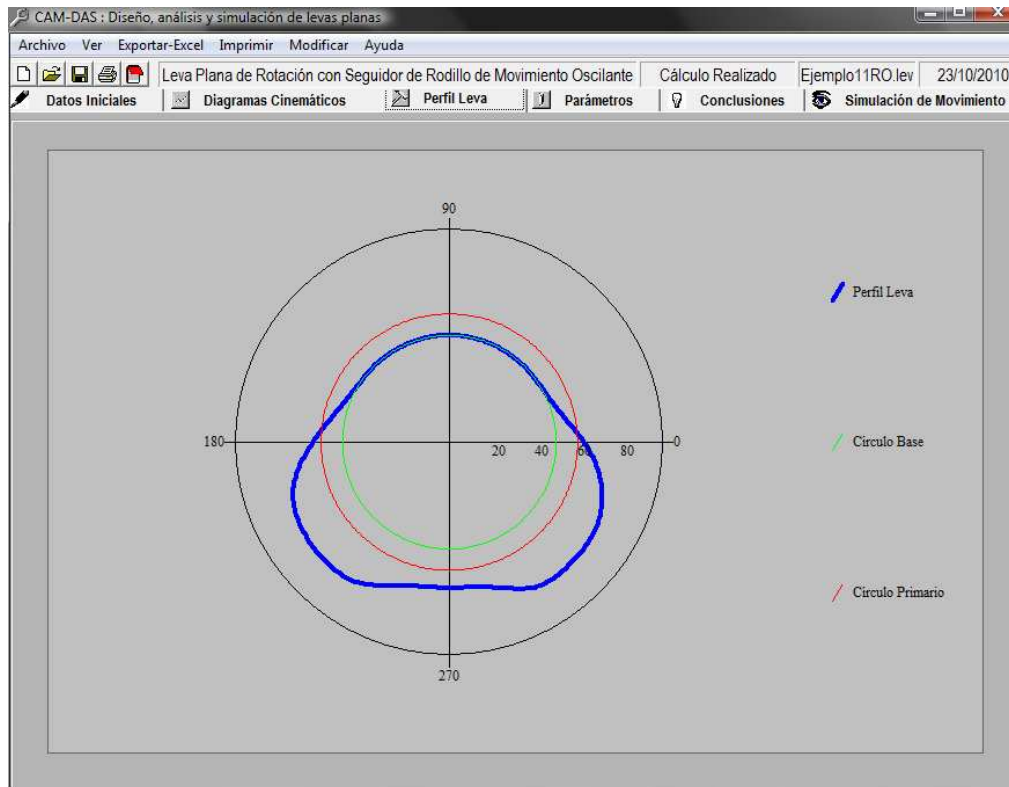 CAM-DAS : Diseño, análisis y simulación de levas planas
Archivo Ver Exportar-Excel Imprimir Modificar Ayuda
Leva Plana de Rotación con Seguidor de Rodillo de Movimiento Oscilante Cálculo Realizado Ejemplo11RO.lev 23/10/2010
Datos Iniciales Diagramas Cinemáticos Perfil Leva Parámetros Conclusiones Simulación de Movimiento
90
Perfil Leva
180 20 40 60 80 0
Circulo Base
Circulo Primario
270